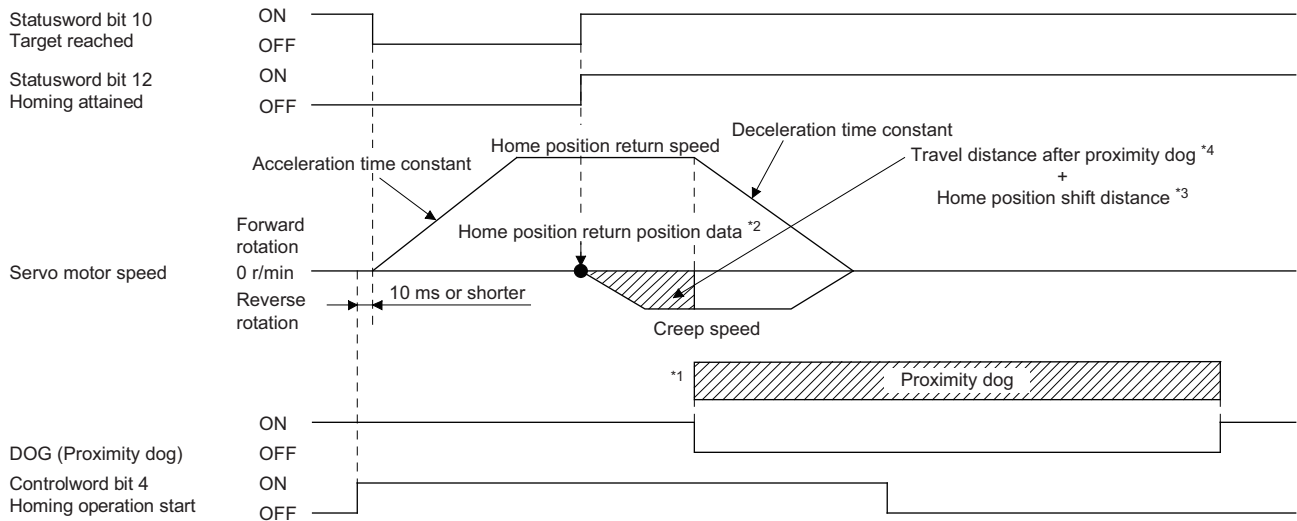 Statusword bit 10
Target reached
ON
OFF
Statusword bit 12
Homing attained
ON
OFF
Acceleration time constant
Home position return speed
Deceleration time constant
Travel distance after proximity dog *4
+
Home position shift distance *3
Home position return position data *2
Servo motor speed
Forward
rotation
0 r/min
Reverse
rotation
10 ms or shorter
Creep speed
*1
Proximity dog
DOG (Proximity dog)
ON
OFF
Controlword bit 4
Homing operation start
ON
OFF